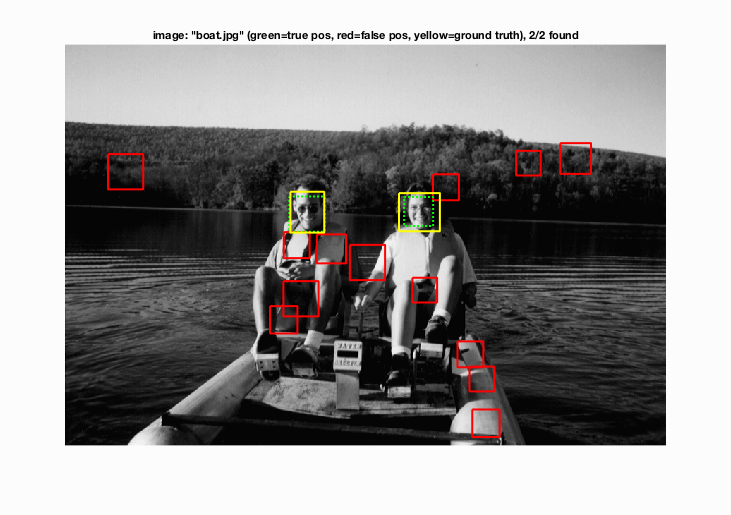 image: "boat.jpg" (green=true pos, red=false pos, yellow=ground truth), 2/2 found